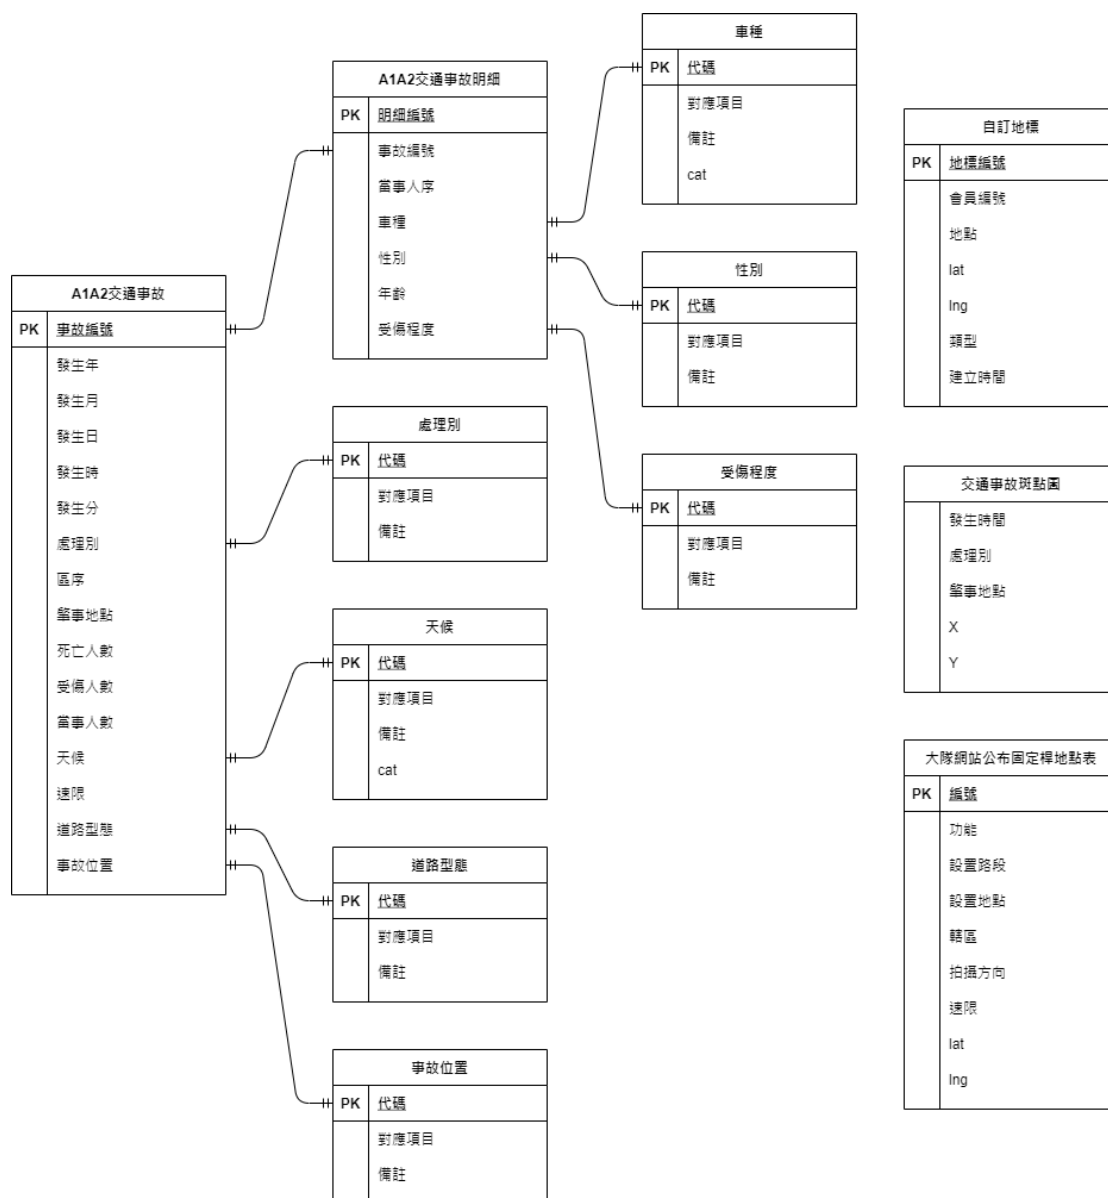 A1A2交通事故
PK 事故編號
發生年
發生月
發生日
發生時
發生分
處理別
區序
肇事地點
死亡人數
受傷人數
當事人數
天候
速限
道路型態
事故位置
A1A2交通事故明細
PK 明細編號
事故編號
當事人序
車種
性別
年齡
受傷程度
處理別
PK 代碼
對應項目
備註
天候
PK 代碼
對應項目
備註
cat
道路型態
PK 代碼
對應項目
備註
事故位置
PK 代碼
對應項目
備註
車種
PK 代碼
對應項目
備註
cat
性別
PK 代碼
對應項目
備註
受傷程度
PK 代碼
對應項目
備註
自訂地標
PK 地標編號
會員編號
地點
lat
lng
類型
建立時間
交通事故斑點圖
發生時間
處理別
肇事地點
X
Y
大隊網站公布固定桿地點表
PK 編號
功能
設置路段
設置地點
轄區
拍攝方向
速限
lat
lng